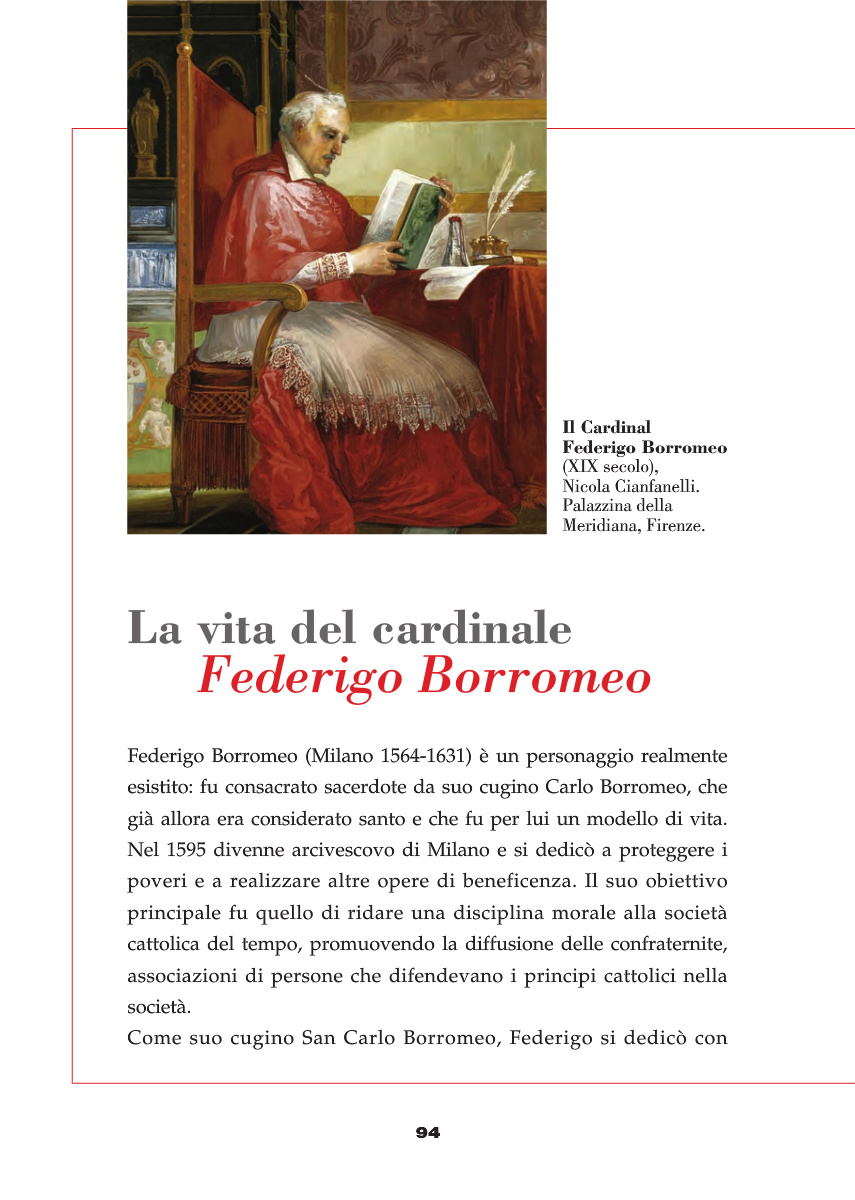 Il Cardinal
Federigo Borromeo
(XIX secolo),
Nicola Cianfanelli.
Palazzina della
Meridiana, Firenze.
La vita del cardinale
Federigo Borromeo
Federigo Borromeo (Milano 1564-1631) è un personaggio realmente
esistito: fu consacrato sacerdote da suo cugino Carlo Borromeo, che
già allora era considerato santo e che fu per lui un modello di vita.
Nel 1595 divenne arcivescovo di Milano e si dedicò a proteggere i
poveri e a realizzare altre opere di beneficenza. Il suo obiettivo
principale fu quello di ridare una disciplina morale alla società
cattolica del tempo, promuovendo la diffusione delle confraternite,
associazioni di persone che difendevano i principi cattolici nella
società.
Come suo cugino San Carlo Borromeo, Federigo si dedicò con
94